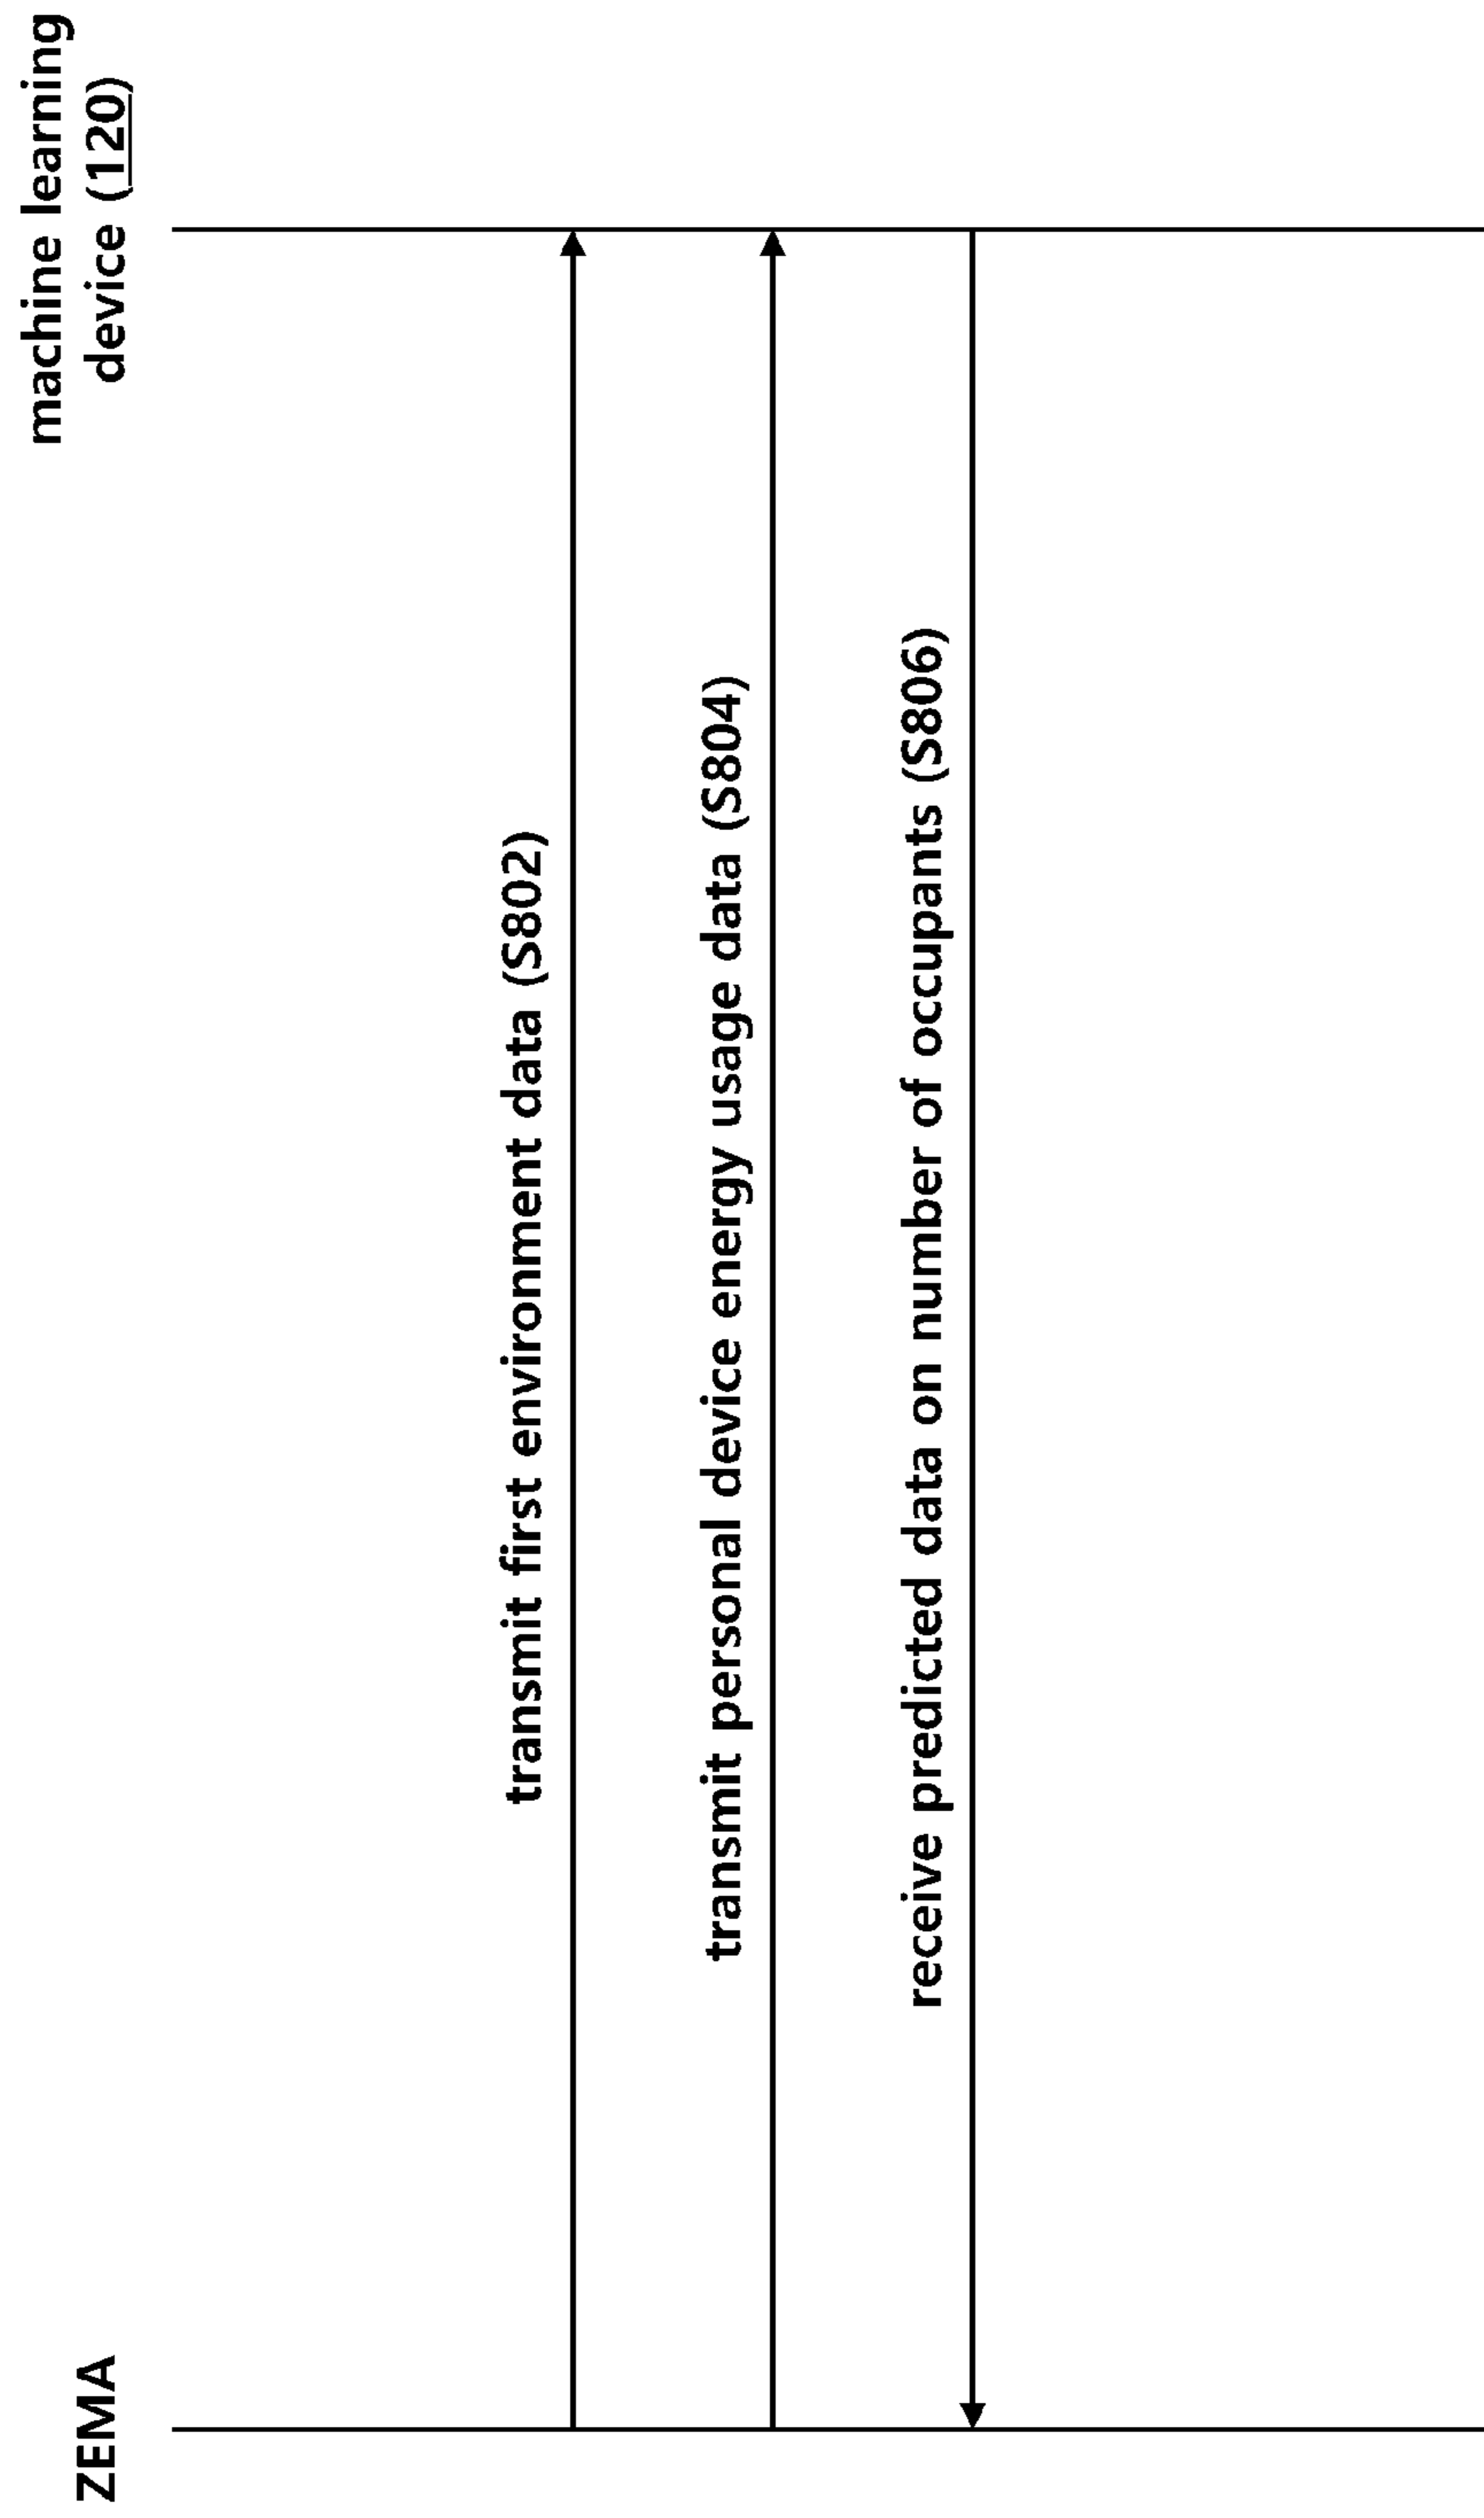 ZEMA
machine learning
device (120)
transmit first environment data (S802)
transmit personal device energy usage data (S804)
receive predicted data on number of occupants (S806)